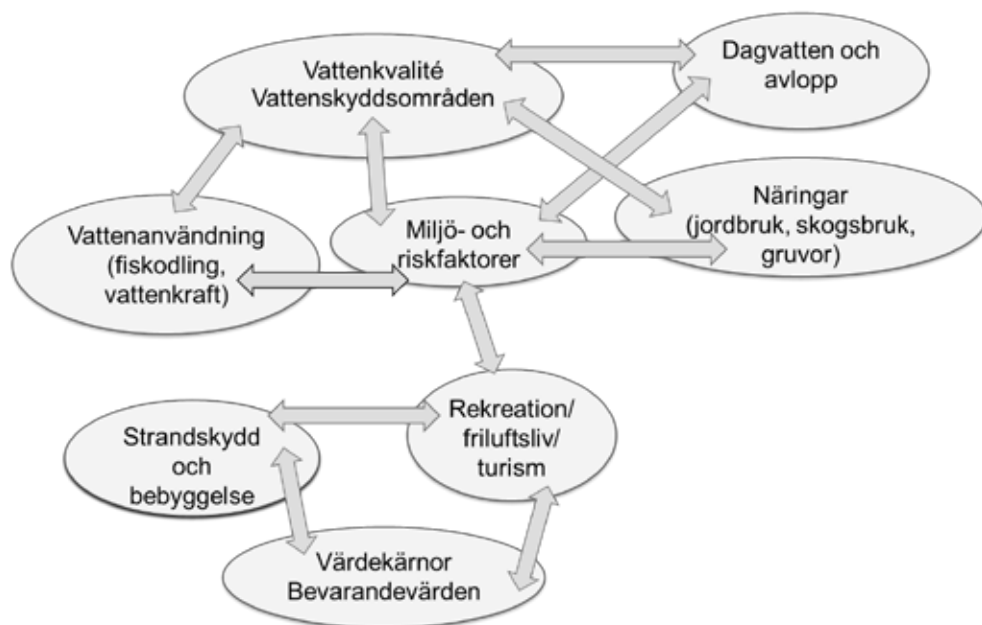 Vattenkvalité
Vattenskyddsområden
Dagvatten och
avlopp
Vattenanvändning
(fiskodling,
vattenkraft)
Miljö- och
riskfaktorer
Näringar
(jordbruk, skogsbruk,
gruvor)
Strandskydd
och
bebyggelse
Rekreation/
friluftsliv/
turism
Värdekärnor
Bevarandevärden